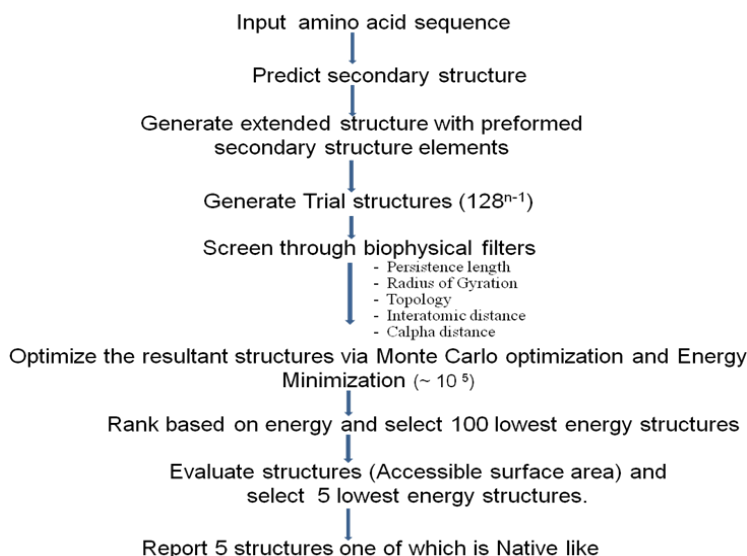 Input amino acid sequence
Predict secondary structure
Generate extended structure with preformed
secondary structure elements
Generate Trial structures (128ⁿ⁻¹)
Screen through biophysical filters
- Persistence length
- Radius of Gyration
- Topology
- Interatomic distance
- Calpha distance
Optimize the resultant structures via Monte Carlo optimization and Energy
Minimization (~ 10 ⁵)
Rank based on energy and select 100 lowest energy structures
Evaluate structures (Accessible surface area) and
select 5 lowest energy structures.
Report 5 structures one of which is Native like